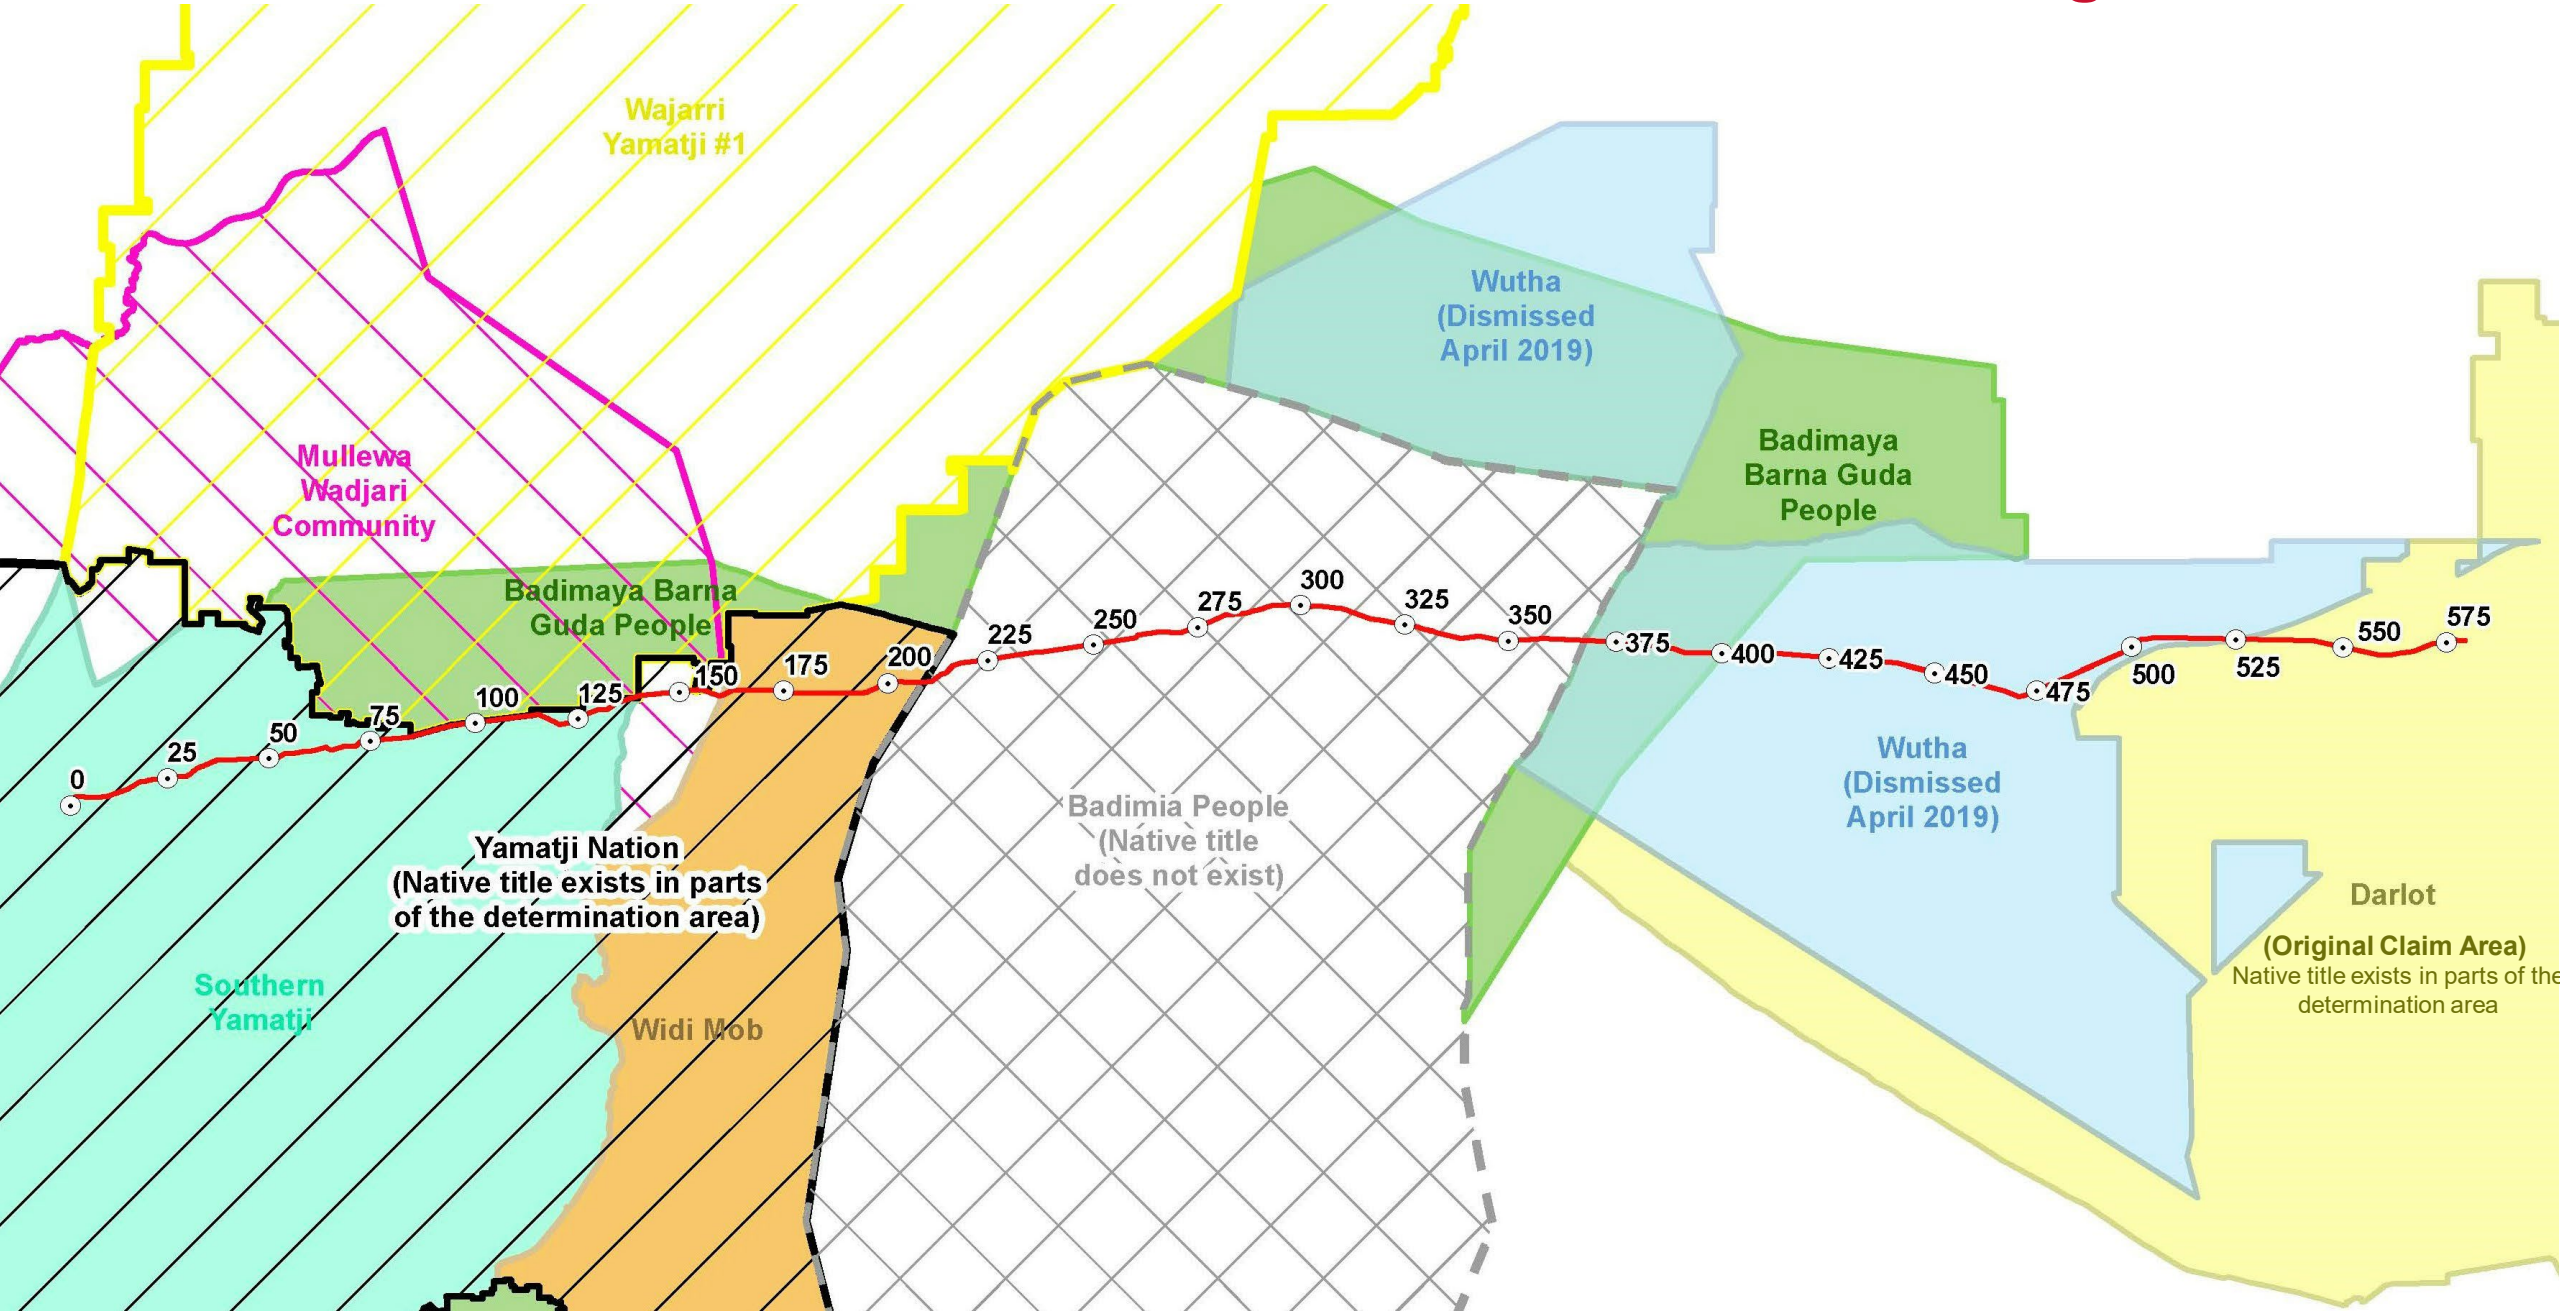 Wajarri
Yamatji #1
Wutha
(Dismissed
April 2019)
Mullewa
Wadjari
Community
Badimaya
Barna Guda
People
Badimaya Barna
Guda People
0
25
50
75
100
125
150
175
200
225
250
275
300
325
350
375
400
425
450
475
500
525
550
575
Wutha
(Dismissed
April 2019)
Badimia People
(Native title
does not exist)
Yamatji Nation
(Native title exists in parts
of the determination area)
Darlot
(Original Claim Area)
Native title exists in parts of the
determination area
Southern
Yamatji
Widi Mob